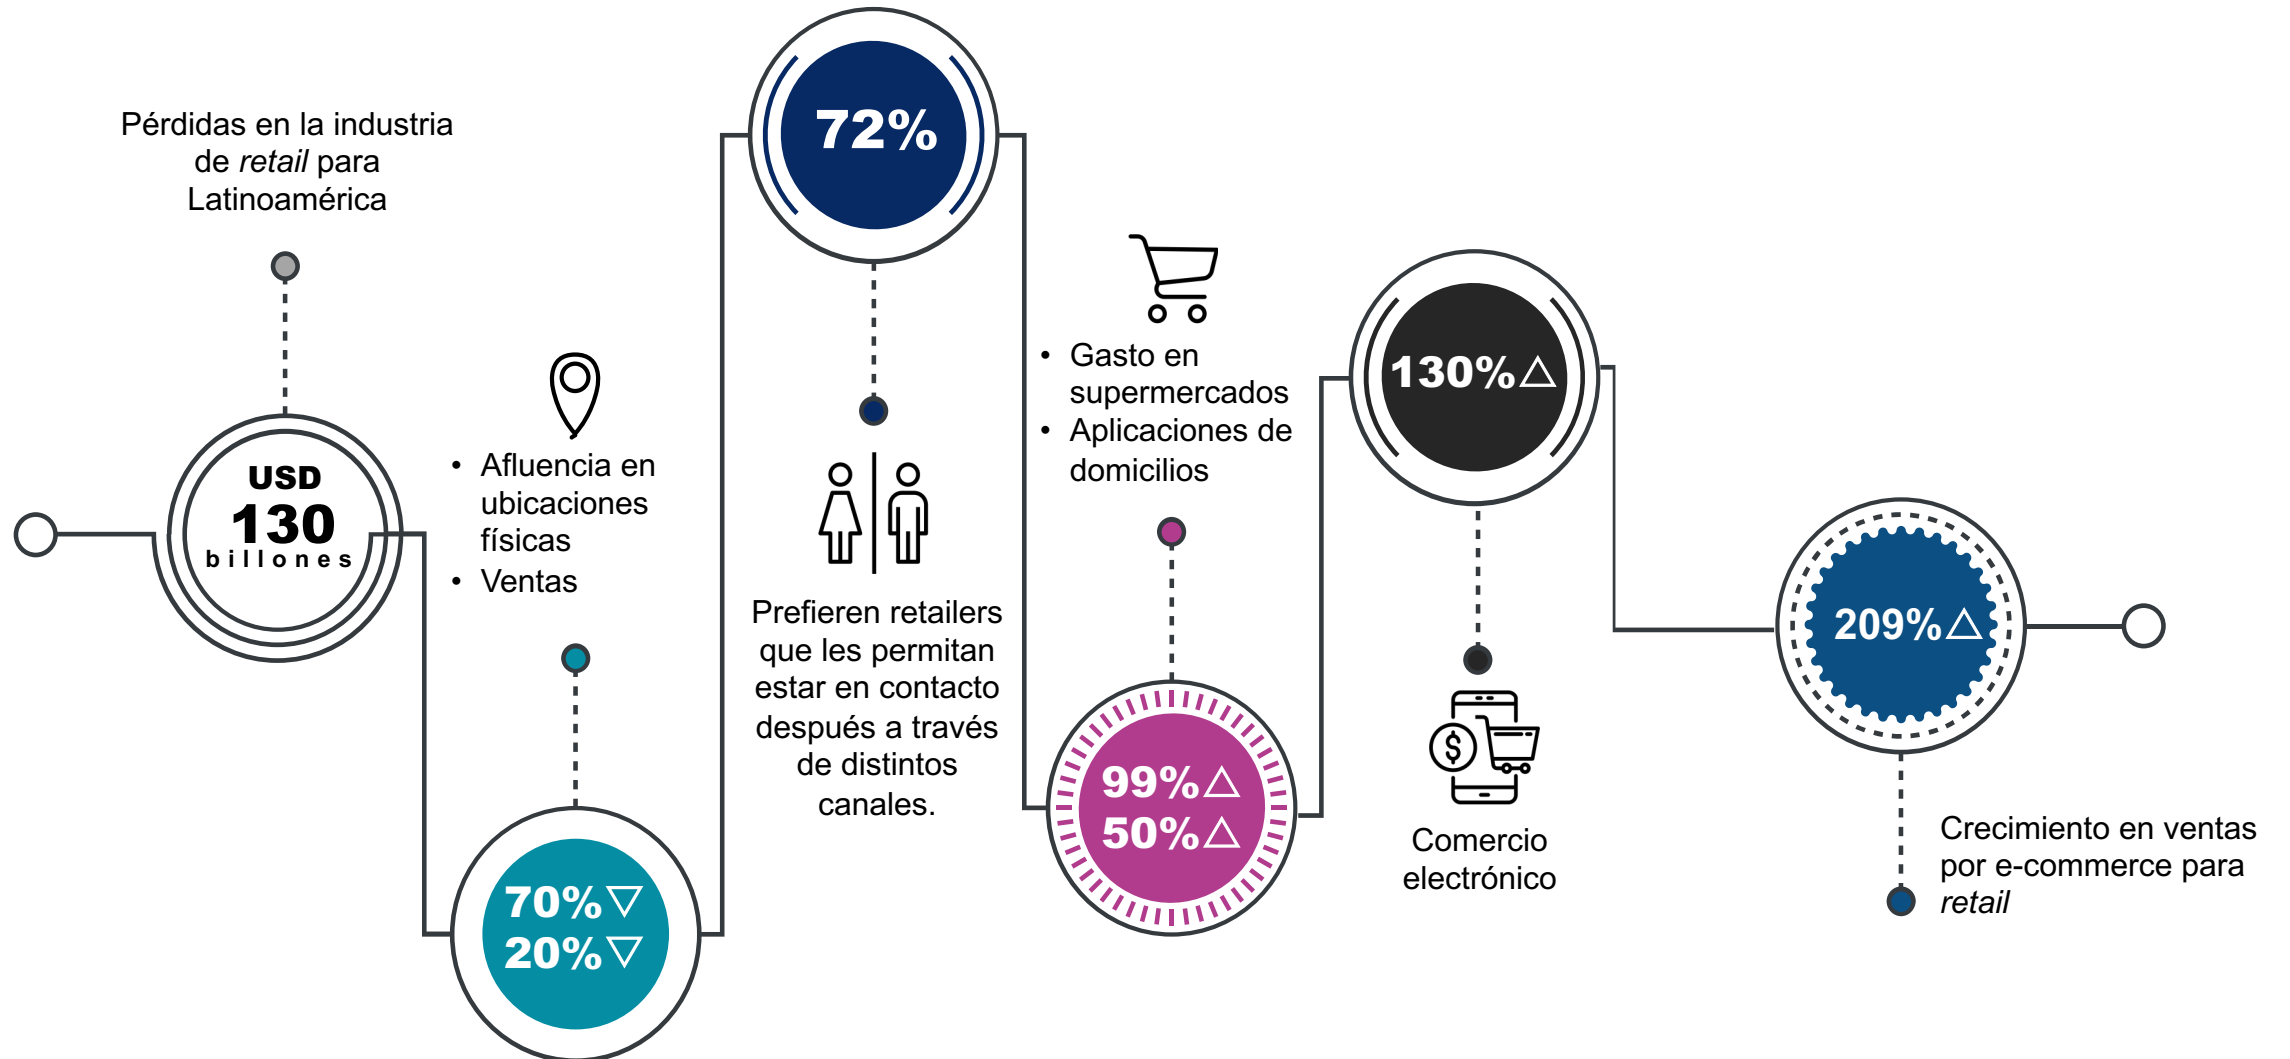 Pérdidas en la industria
de retail para
Latinoamérica
USD
130
billones
• Afluencia en
ubicaciones
físicas
• Ventas
70%▽
20%▽
72%
Prefieren retailers
que les permitan
estar en contacto
después a través
de distintos
canales.
• Gasto en
supermercados
• Aplicaciones de
domicilios
99%△
50%△
130%△
$
Comercio
electrónico
209%△
Crecimiento en ventas
por e-commerce para
retail